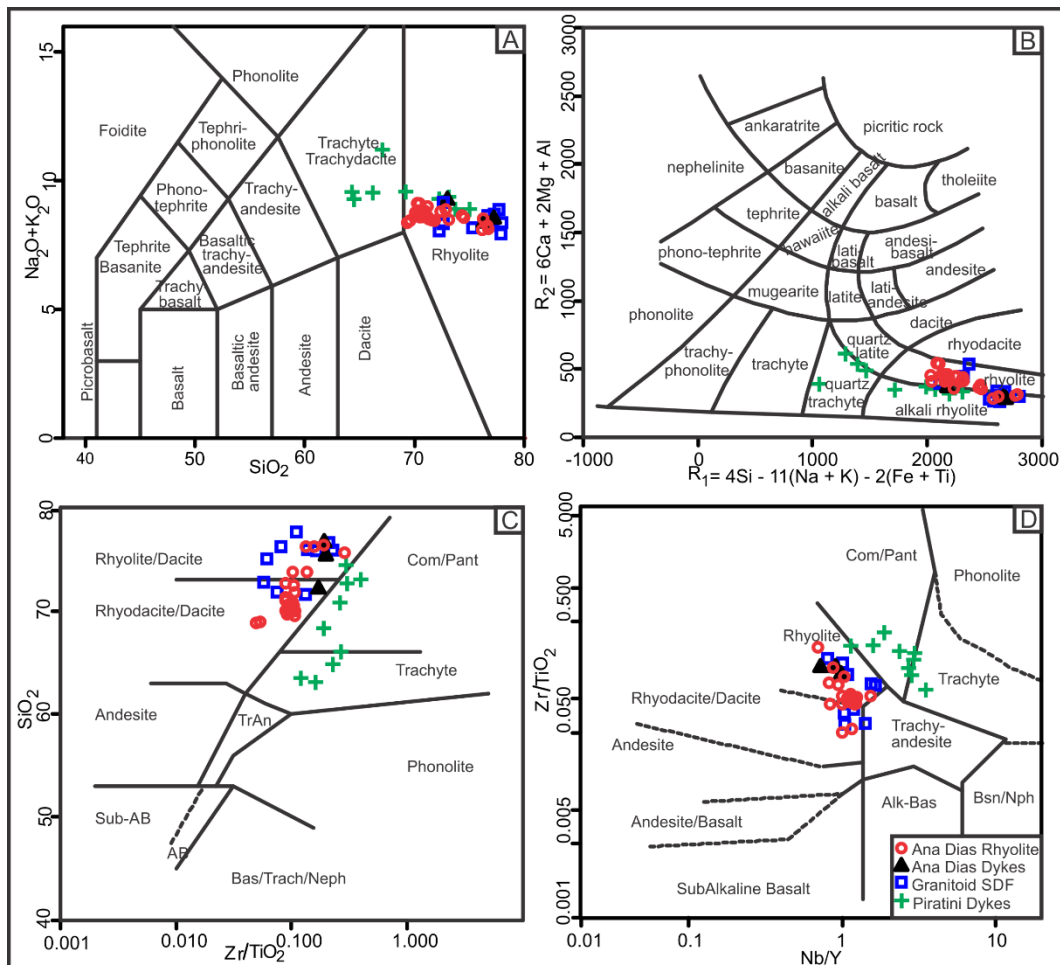 A
15
10
5
0
Na2O+K2O
40
50
60
70
80
SiO2
Phonolite
Foidite
Tephri-
phonolite
Trachyte
Trachydacite
Phono-
tephrite
Trachy-
andesite
Tephrite
Basanite
Basaltic
trachy-
andesite
Trachy
basalt
Rhyolite
Picrobasalt
Basalt
Basaltic
andesite
Andesite
Dacite
B
3000
2500
2000
1500
1000
500
0
R2= 6Ca + 2Mg + Al
-1000
0
1000
2000
3000
R1= 4Si - 11(Na + K) - 2(Fe + Ti)
ankaratrite
picritic rock
nephelinite
basanite
alkali basalt
tholeiite
basalt
tephrite
hawaiite
lati-
basalt
andesi-
basalt
phono-tephrite
andesite
mugearite
latite
lati-
andesite
phonolite
dacite
quartz
latite
rhyodacite
trachy-
phonolite
trachyte
quartz
trachyte
rhyolite
alkali rhyolite
C
80
70
60
50
40
SiO2
0.001
0.010
0.100
1.000
Zr/TiO2
Rhyolite/Dacite
Com/Pant
Rhyodacite/Dacite
Trachyte
Andesite
TrAn
Phonolite
Sub-AB
AB
Bas/Trach/Neph
D
5.000
0.500
0.050
0.005
0.001
Zr/TiO2
0.01
0.1
1
10
Nb/Y
Com/Pant
Phonolite
Rhyolite
Rhyodacite/Dacite
Trachyte
Andesite
Trachy-
andesite
Andesite/Basalt
Alk-Bas
Bsn/Nph
SubAlkaline Basalt
Ana Dias Rhyolite
Ana Dias Dykes
Granitoid SDF
Piratini Dykes